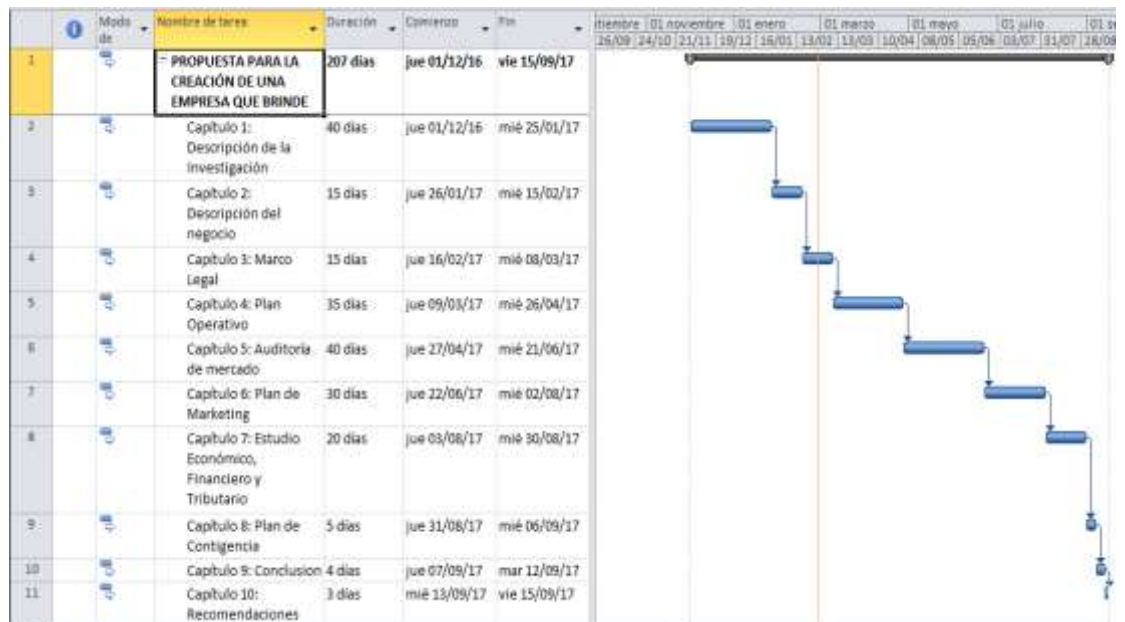 Modo de Nombre de tarea Duración Comienzo Fin
tiembre 01 noviembre 01 enero 01 marzo 01 mayo 01 julio 01 se
26/09 24/10 21/11 19/12 16/01 13/02 13/03 10/04 08/05 05/06 03/07 31/07 28/08
1 PROPUESTA PARA LA 207 días jue 01/12/16 vie 15/09/17
CREACIÓN DE UNA
EMPRESA QUE BRINDE
2 Capítulo 1: 40 días jue 01/12/16 mié 25/01/17
Descripción de la
Investigación
3 Capítulo 2: 15 días jue 26/01/17 mié 15/02/17
Descripción del
negocio
4 Capítulo 3: Marco 15 días jue 16/02/17 mié 08/03/17
Legal
5 Capítulo 4: Plan 35 días jue 09/03/17 mié 26/04/17
Operativo
6 Capítulo 5: Auditoría 40 días jue 27/04/17 mié 21/06/17
de mercado
7 Capítulo 6: Plan de 30 días jue 22/06/17 mié 02/08/17
Marketing
8 Capítulo 7: Estudio 20 días jue 03/08/17 mié 30/08/17
Económico,
Financiero y
Tributario
9 Capítulo 8: Plan de 5 días jue 31/08/17 mié 06/09/17
Contigencia
10 Capítulo 9: Conclusion 4 días jue 07/09/17 mar 12/09/17
11 Capítulo 10: 3 días mié 13/09/17 vie 15/09/17
Recomendaciones